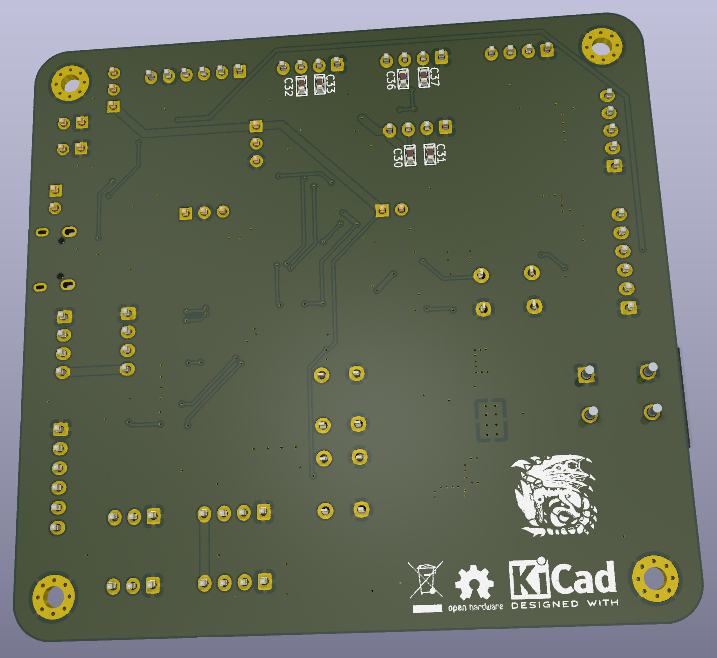 C32
C33
C36
C37
C30
C31
open hardware
KiCad
DESIGNED WITH